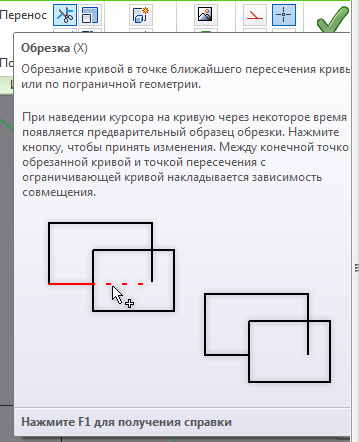 Перенос
Обрезка (X)
Обрезание кривой в точке ближайшего пересечения кривы
или по пограничной геометрии.
При наведении курсора на кривую через некоторое время
появляется предварительный образец обрезки. Нажмите
кнопку, чтобы принять изменения. Между конечной точко
обрезанной кривой и точкой пересечения с
ограничивающей кривой накладывается зависимость
совмещения.
Нажмите F1 для получения справки